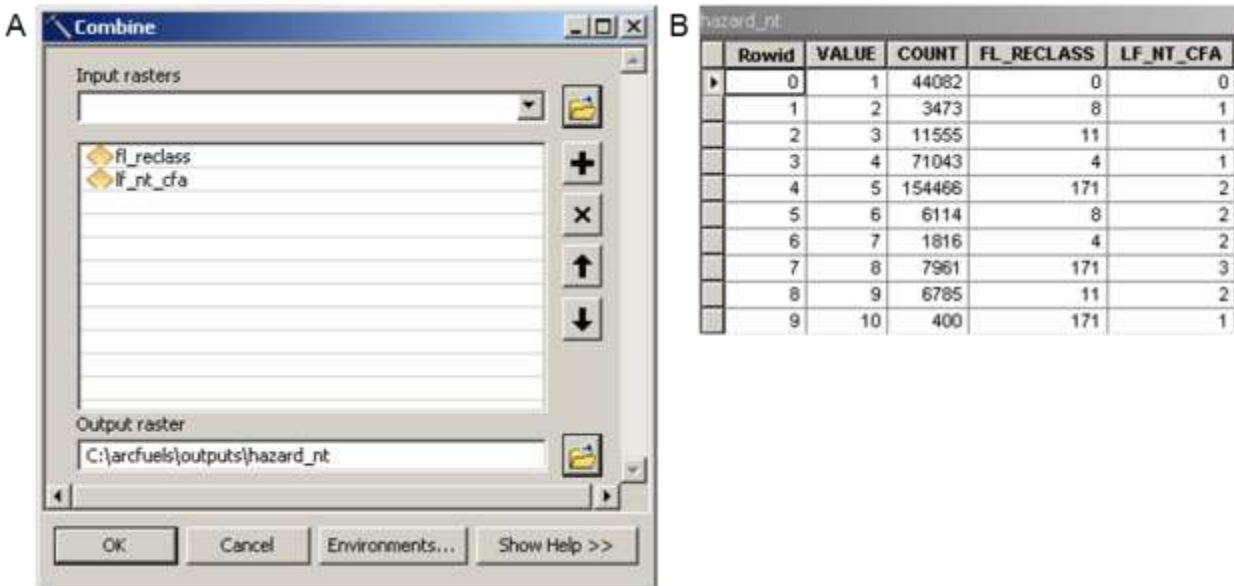 A
Combine
Input rasters
fl_reclass
lf_nt_cfa
Output raster
C:\arcfuels\outputs\hazard_nt
OK Cancel Environments... Show Help >>
B
hazard_nt
Rowid VALUE COUNT FL_RECLASS LF_NT_CFA
0 1 44082 0 0
1 2 3473 8 1
2 3 11555 11 1
3 4 71043 4 1
4 5 154466 171 2
5 6 6114 8 2
6 7 1816 4 2
7 8 7961 171 3
8 9 6785 11 2
9 10 400 171 1